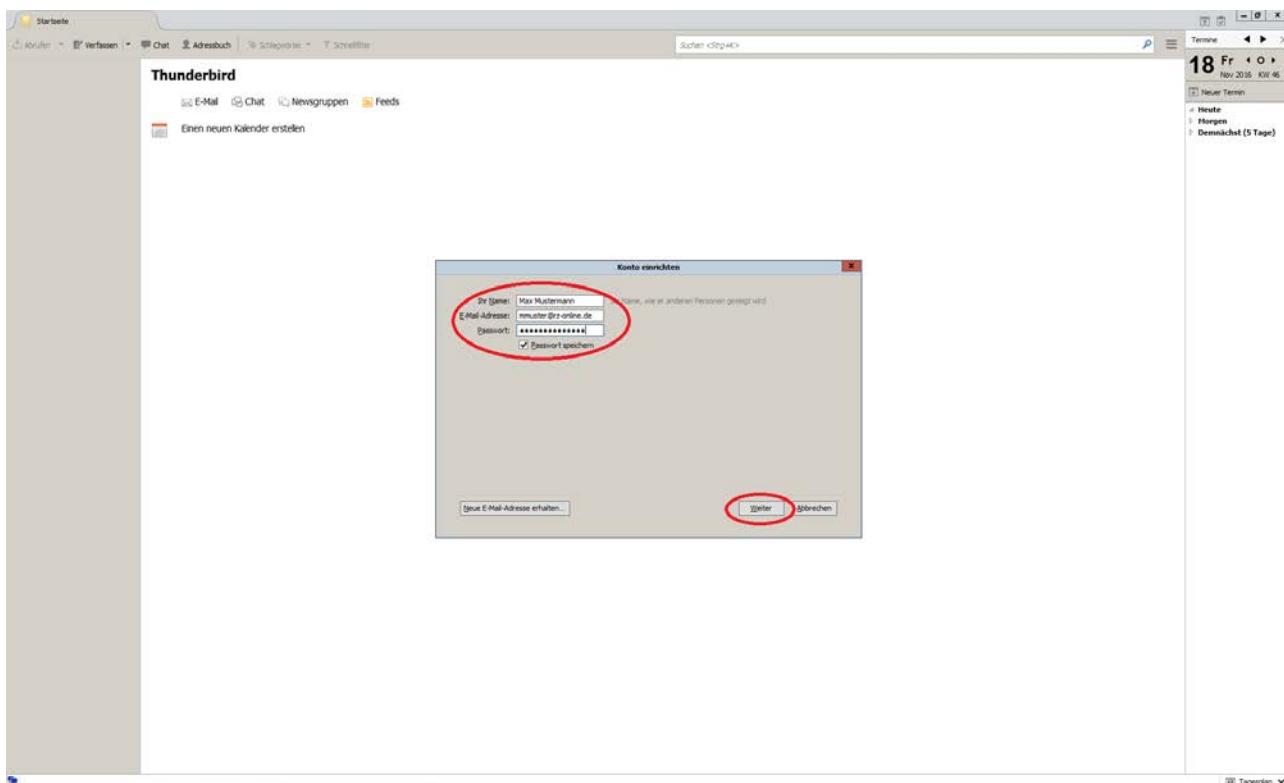 Startseite
Abrufen Verfassen Chat Adressbuch Schlagwörter Schnellfilter Suchen <Strg+K> Termine
Thunderbird
18 Fr
Nov 2016 KW 46
E-Mail Chat Newsgruppen Feeds
Neuer Termin
Einen neuen Kalender erstellen
Heute
Morgen
Demnächst (5 Tage)
Konto einrichten
Ihr Name: Max Mustermann Name, wie er anderen Personen gezeigt wird
E-Mail-Adresse: mmuster@rz-online.de
Passwort: ••••••••••••••
Passwort speichern
Neue E-Mail-Adresse erhalten... Weiter Abbrechen
Tagesplan